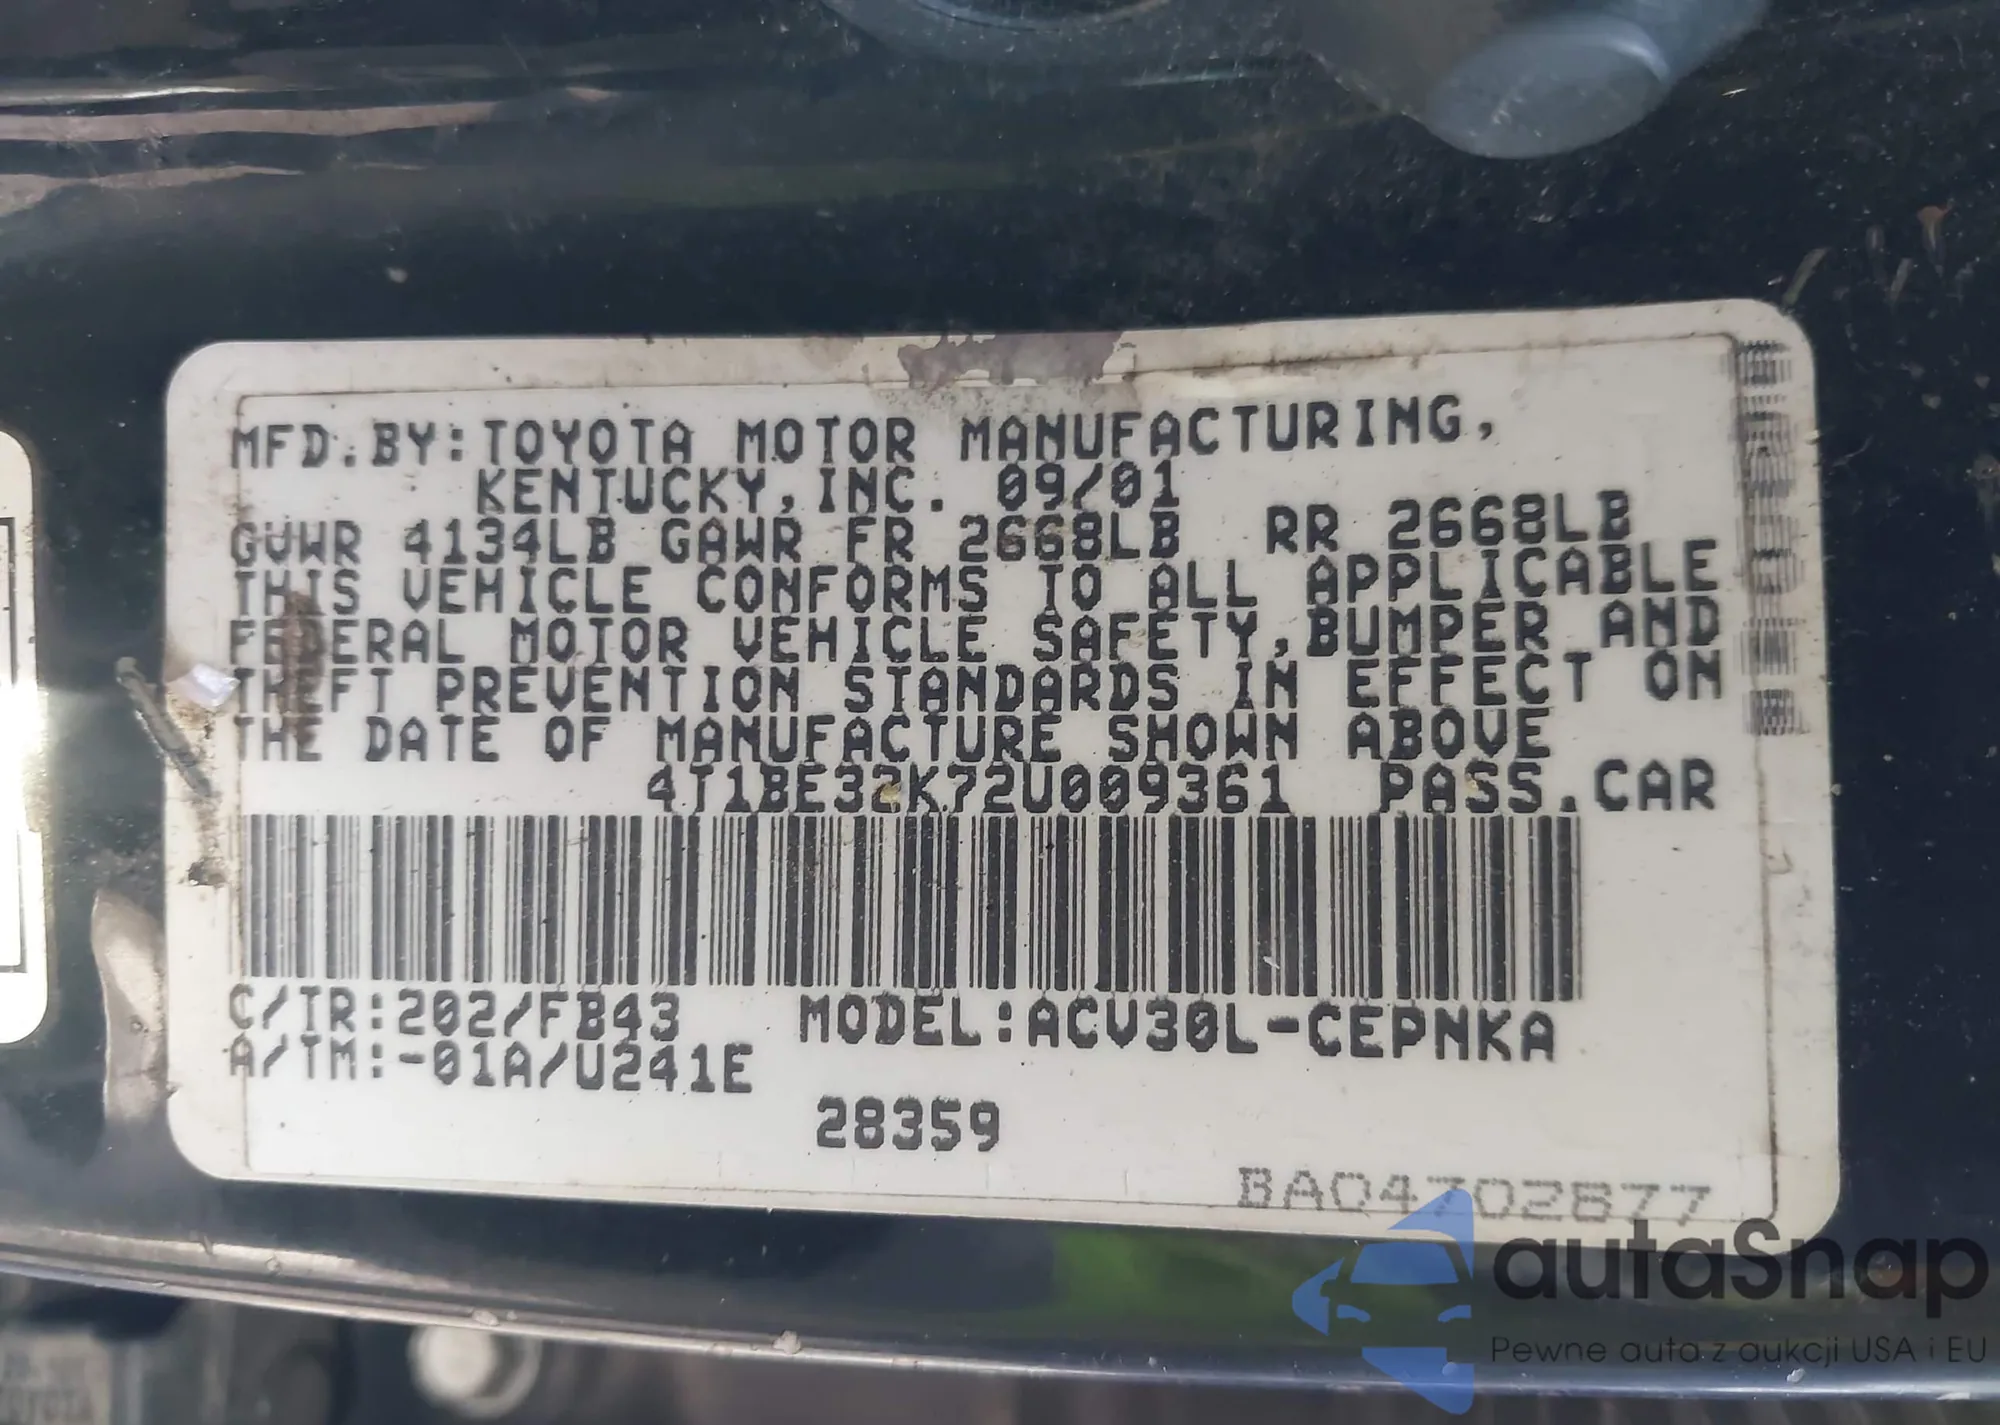 MFD.BY:TOYOTA MOTOR MANUFACTURING,
KENTUCKY,INC. 09/01
GVWR 4134LB GAWR FR 2668LB RR 2668LB
THIS VEHICLE CONFORMS TO ALL APPLICABLE
FEDERAL MOTOR VEHICLE SAFETY,BUMPER AND
THEFT PREVENTION STANDARDS IN EFFECT ON
THE DATE OF MANUFACTURE SHOWN ABOVE
4T1BE32K72U009361 PASS.CAR
C/TR:202/FB43 MODEL:ACV30L-CEPNKA
A/TM:-01A/U241E
28359
BA04702877
autaSnap
Pewne auta z aukcji USA i EU